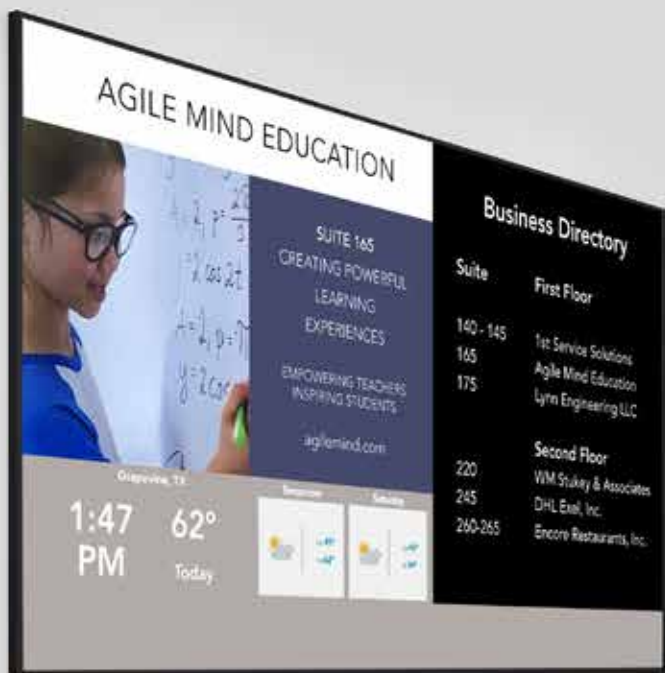 AGILE MIND EDUCATION
SUITE 165
CREATING POWERFUL
LEARNING
EXPERIENCES
EMPOWERING TEACHERS
INSPIRING STUDENTS
agilemind.com
Grapevine, TX
1:47
PM
62°
Today
Business Directory
Suite First Floor
140 - 145 1st Service Solutions
165 Agile Mind Education
175 Lynn Engineering LLC
Second Floor
220 WM Stukey & Associates
245 DHL Exel, Inc.
260-265 Encore Restaurants, Inc.